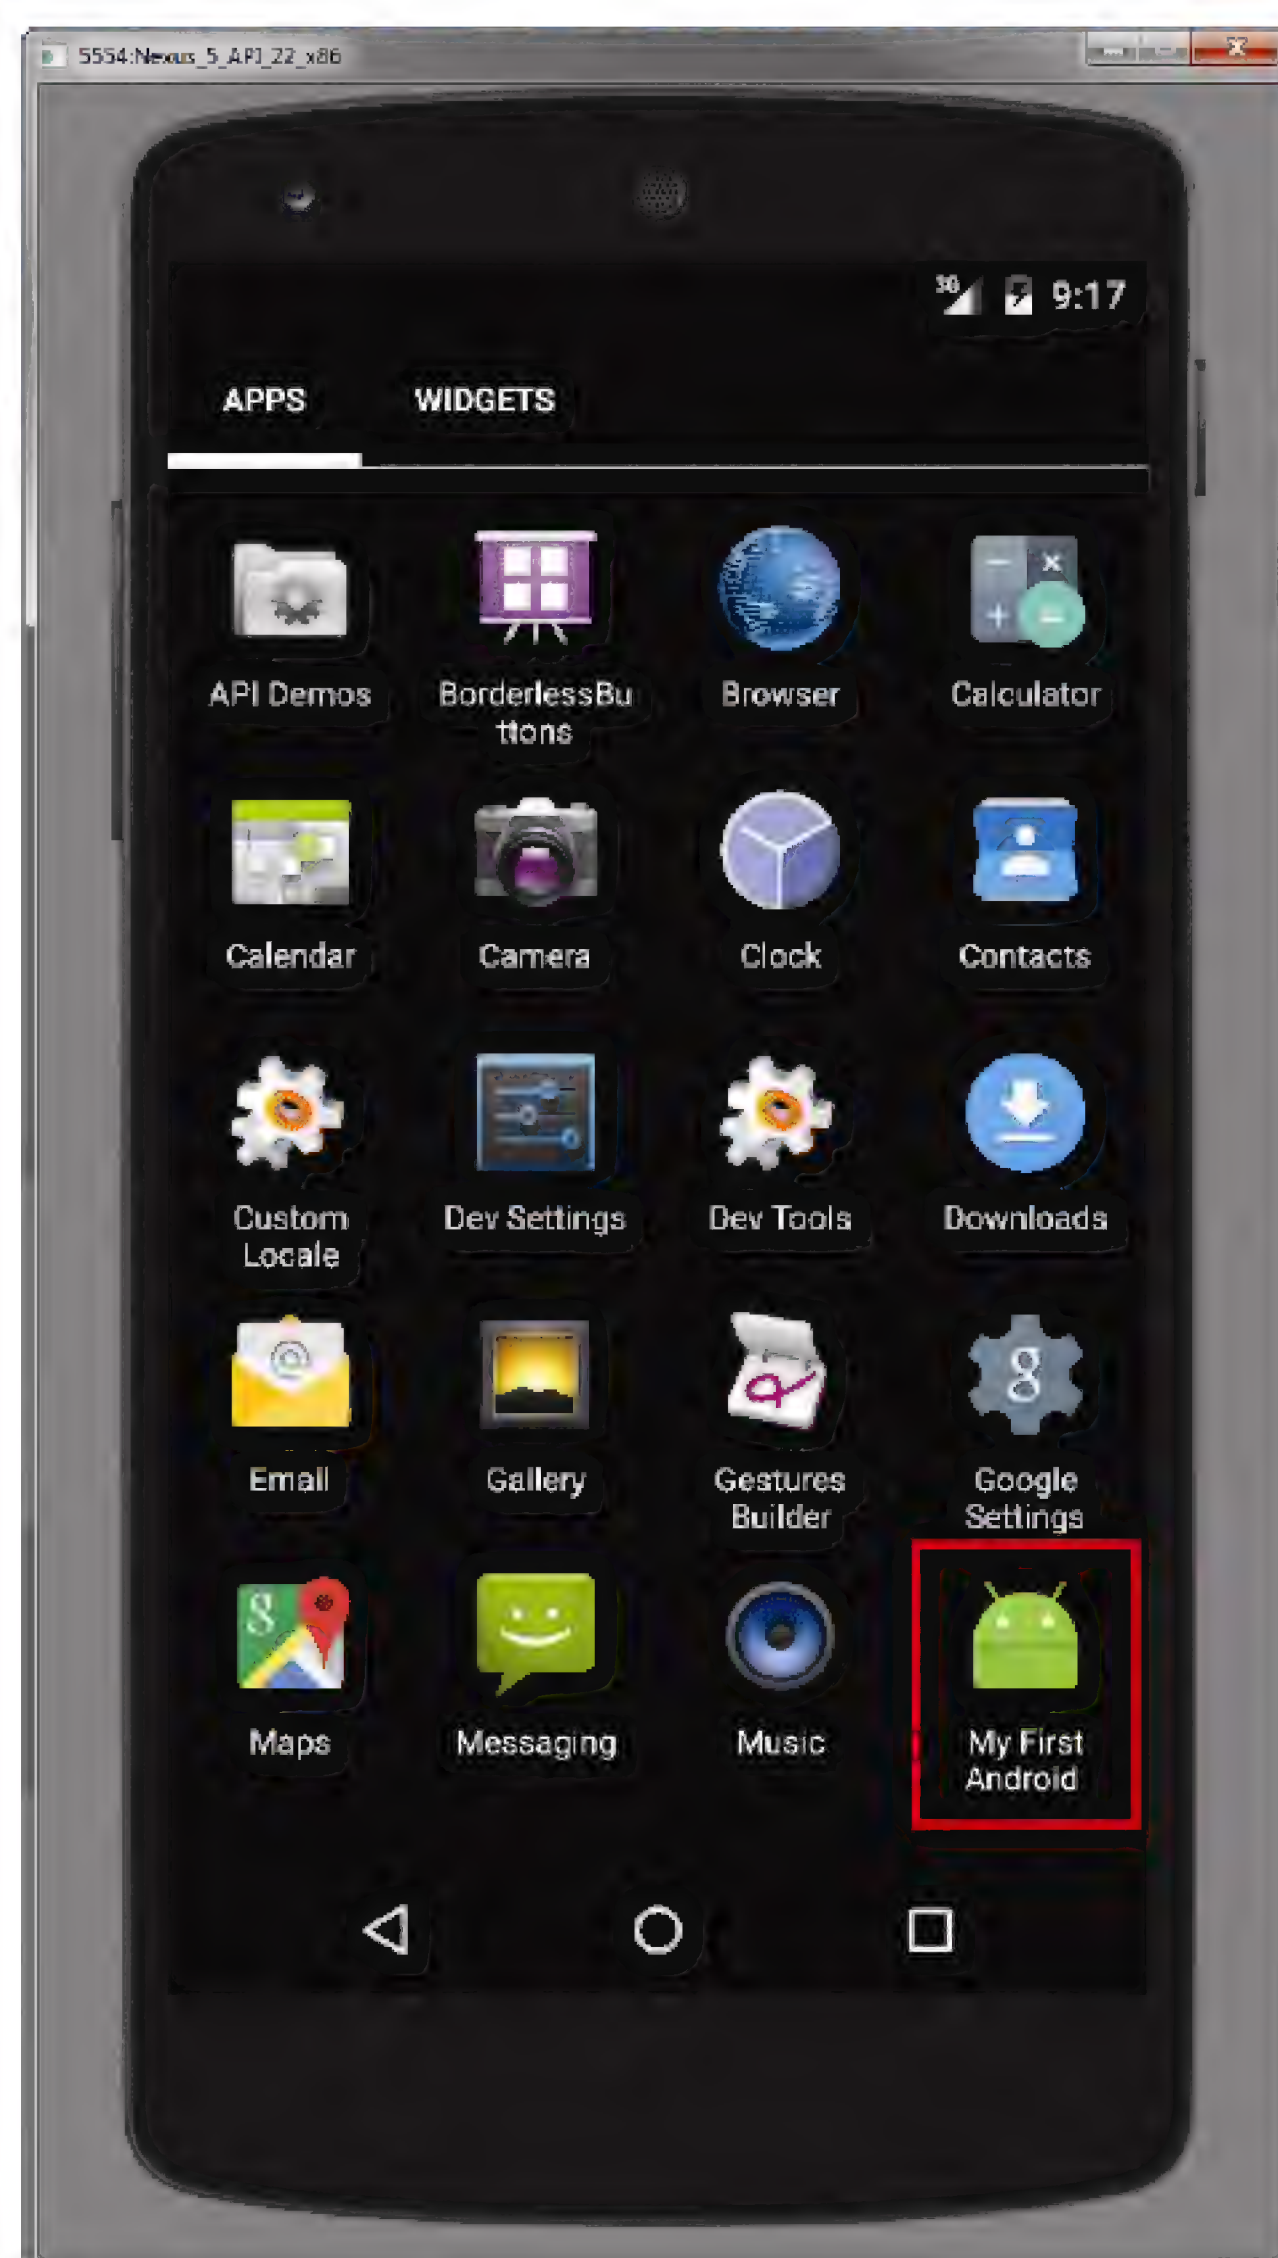 5554:Nexus_5_API_22_x86
3G 9:17
APPS WIDGETS
API Demos BorderlessBu Browser Calculator
ttons
Calendar Camera Clock Contacts
Custom Dev Settings Dev Tools Downloads
Locale
Email Gallery Gestures Google
Builder Settings
Maps Messaging Music My First
Android